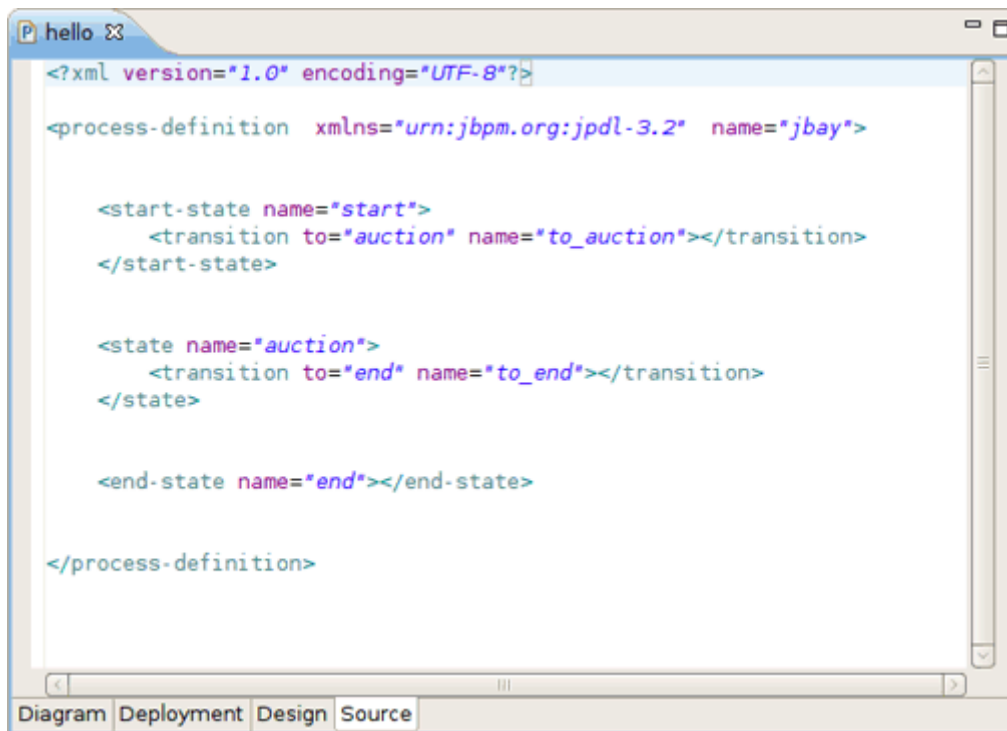 hello
<?xml version="1.0" encoding="UTF-8"?>
<process-definition  xmlns="urn:jbpm.org:jpdl-3.2"  name="jbay">
<start-state name="start">
<transition to="auction" name="to_auction"></transition>
</start-state>
<state name="auction">
<transition to="end" name="to_end"></transition>
</state>
<end-state name="end"></end-state>
</process-definition>
Diagram Deployment Design Source